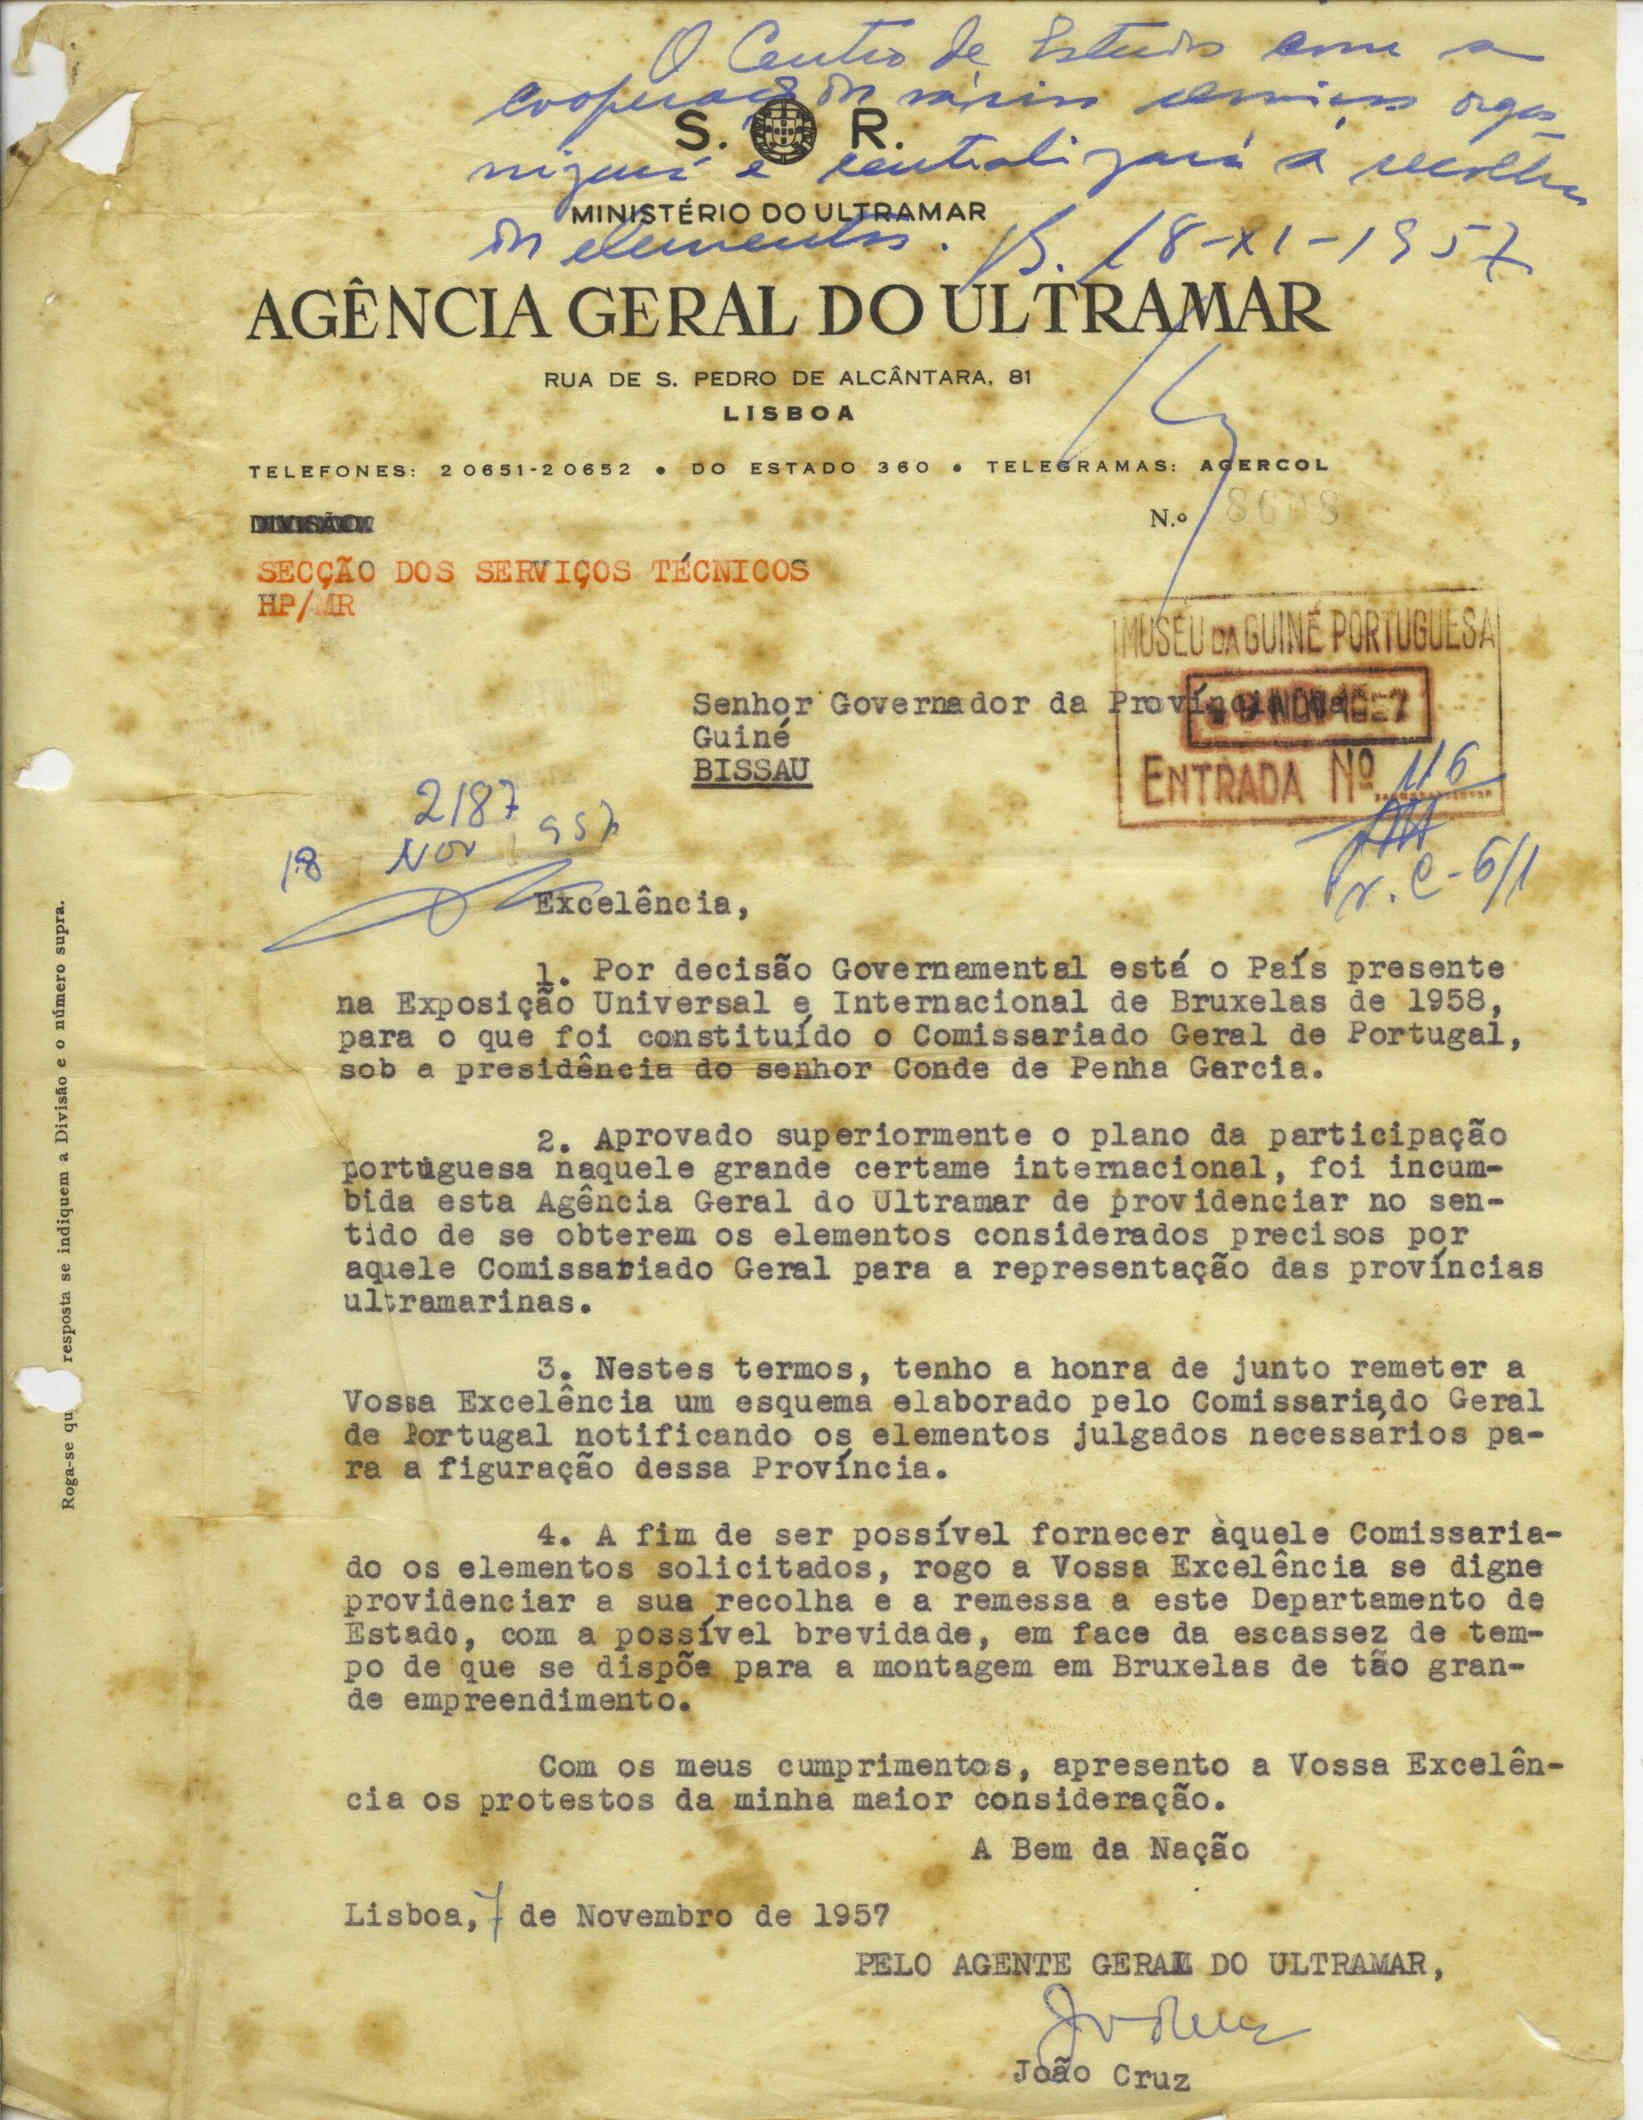 O Centro de Estudos com a
cooperação dos vários serviços orga-
nizará e centralizará a recolha
dos elementos. B. 18-XI-1957
S. R.
MINISTÉRIO DO ULTRAMAR
AGÊNCIA GERAL DO ULTRAMAR
RUA DE S. PEDRO DE ALCÂNTARA, 81
LISBOA
TELEFONES: 20651-20652 • DO ESTADO 360 • TELEGRAMAS: AGERCOL
DIVISÃO
N.º
SECÇÃO DOS SERVIÇOS TÉCNICOS
HP/MR
MUSEU DA GUINÉ PORTUGUESA
NOV
ENTRADA Nº 116
r. C-6/1
Senhor Governador da Província da
Guiné
BISSAU
2187
18 Nov 957
Excelência,
1. Por decisão Governamental está o País presente
na Exposição Universal e Internacional de Bruxelas de 1958,
para o que foi constituído o Comissariado Geral de Portugal,
sob a presidência do senhor Conde de Penha Garcia.
2. Aprovado superiormente o plano da participação
portuguesa naquele grande certame internacional, foi incum-
bida esta Agência Geral do Ultramar de providenciar no sen-
tido de se obterem os elementos considerados precisos por
aquele Comissariado Geral para a representação das províncias
ultramarinas.
3. Nestes termos, tenho a honra de junto remeter a
Vossa Excelência um esquema elaborado pelo Comissariado Geral
de Portugal notificando os elementos julgados necessarios pa-
ra a figuração dessa Província.
4. A fim de ser possível fornecer àquele Comissaria-
do os elementos solicitados, rogo a Vossa Excelência se digne
providenciar a sua recolha e a remessa a este Departamento de
Estado, com a possível brevidade, em face da escassez de tem-
po de que se dispõe para a montagem em Bruxelas de tão gran-
de empreendimento.
Com os meus cumprimentos, apresento a Vossa Excelên-
cia os protestos da minha maior consideração.
A Bem da Nação
Lisboa, 7 de Novembro de 1957
PELO AGENTE GERAL DO ULTRAMAR,
João Cruz
Roga-se qu resposta se indiquem a Divisão e o número supra.